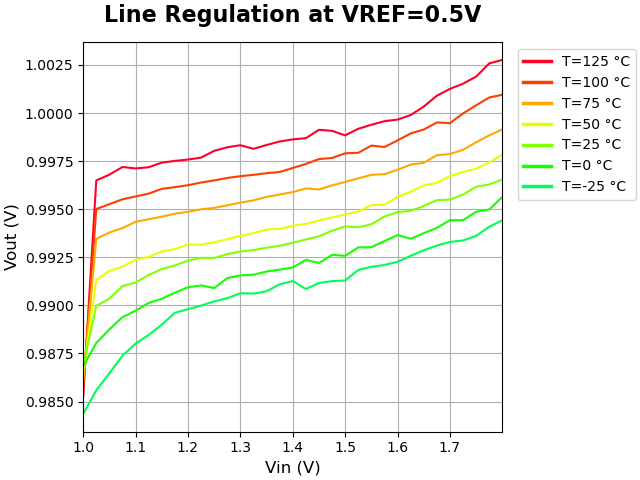 Line Regulation at VREF=0.5V
Vout (V)
1.0025
1.0000
0.9975
0.9950
0.9925
0.9900
0.9875
0.9850
1.0 1.1 1.2 1.3 1.4 1.5 1.6 1.7
Vin (V)
T=125 °C
T=100 °C
T=75 °C
T=50 °C
T=25 °C
T=0 °C
T=-25 °C